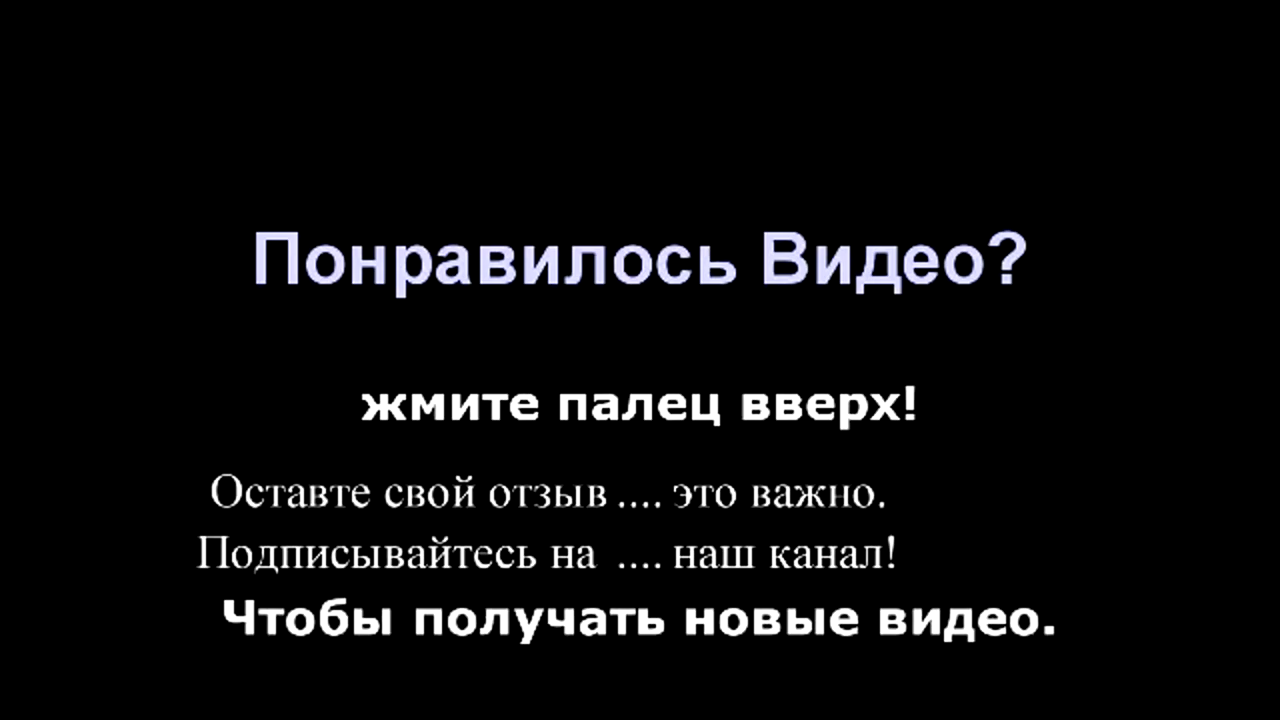 Понравилось Видео?
жмите палец вверх!
Оставте свой отзыв .... это важно.
Подписывайтесь на .... наш канал!
Чтобы получать новые видео.